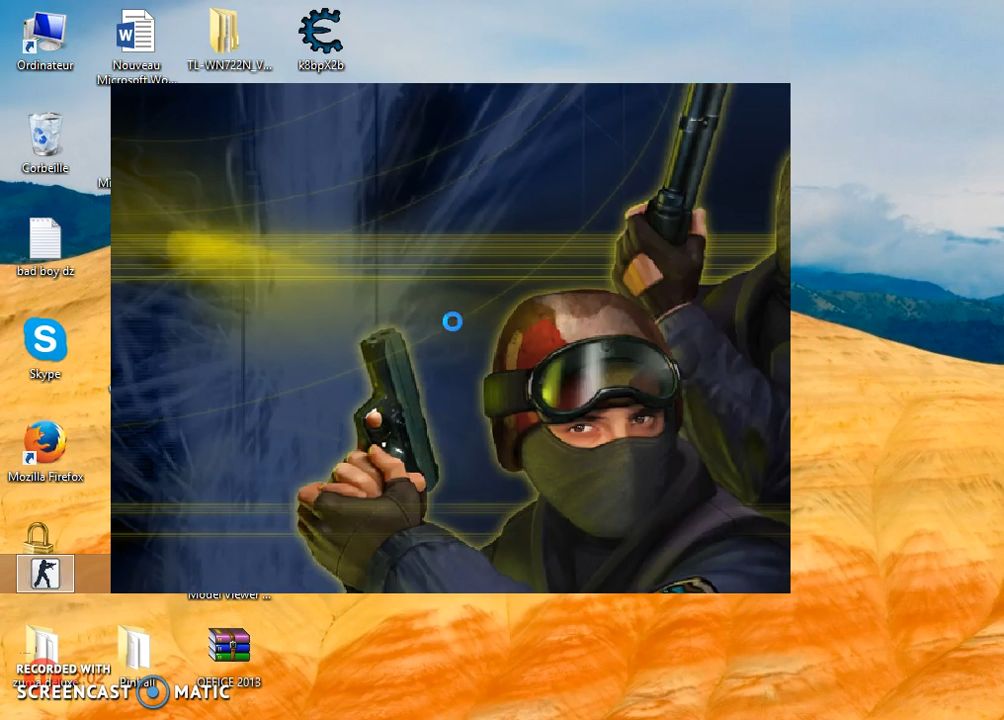 Ordinateur
Nouveau
Microsoft Wo...
TL-WN722N_V...
k8bpX2b
Corbeille
Mi
bad boy dz
S
Skype
Mozilla Firefox
Model Viewer ...
OFFICE 2013
RECORDED WITH
SCREENCAST MATIC